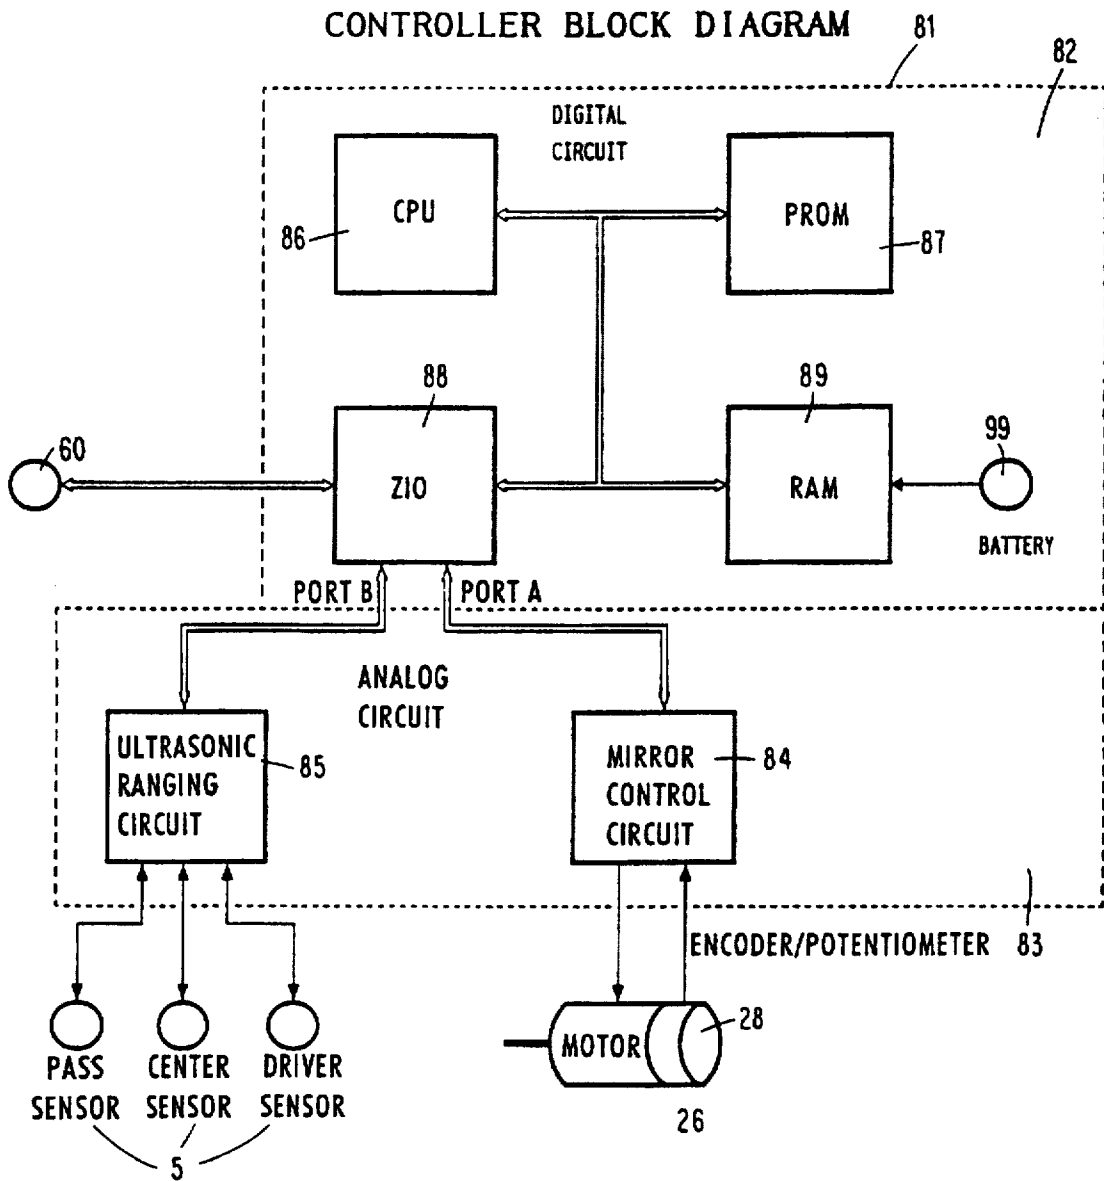 CONTROLLER BLOCK DIAGRAM
81
82
DIGITAL
CIRCUIT
CPU
PROM
86
87
88
89
99
60
ZIO
RAM
BATTERY
PORT B
PORT A
ANALOG
CIRCUIT
ULTRASONIC
RANGING
CIRCUIT
85
MIRROR
CONTROL
CIRCUIT
84
ENCODER/POTENTIOMETER
83
MOTOR
28
26
PASS
SENSOR
CENTER
SENSOR
DRIVER
SENSOR
5